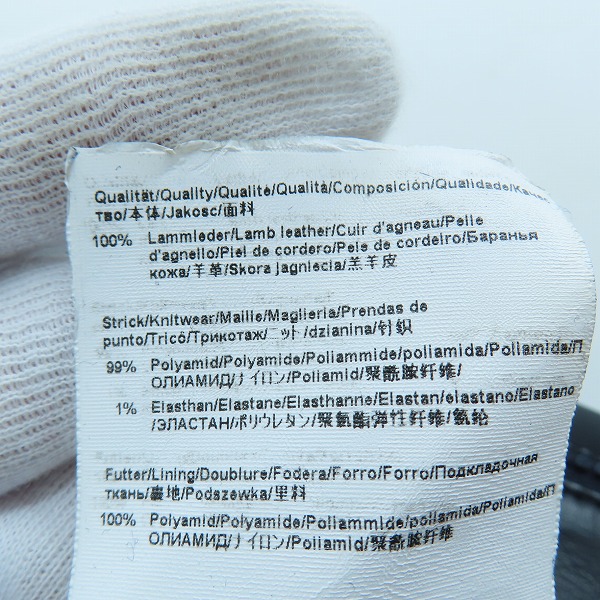 Qualität/Quality/Qualité/Qualità/Composición/Qualidade/Качес
тво/本体/Jakosc/面料
100% Lammleder/Lamb leather/Cuir d'agneau/Pelle
d'agnello/Piel de cordero/Pele de cordeiro/Баранья
кожа/羊革/Skora jagniecia/羔羊皮
Strick/Knitwear/Maille/Maglieria/Prendas de
punto/Tricô/Трикотаж/ニット/dzianina/针织
99% Polyamid/Polyamide/Poliammide/poliamida/Poliamida/П
ОЛИАМИД/ナイロン/Poliamid/聚酰胺纤维/
1% Elasthan/Elastane/Elasthanne/Elastan/elastano/Elastano
/ЭЛАСТАН/ポリウレタン/聚氨酯弹性纤维/氨纶
Futter/Lining/Doublure/Fodera/Forro/Forro/Подкладочная
ткань/裏地/Podszewka/里料
100% Polyamid/Polyamide/Poliammide/poliamida/Poliamida/П
ОЛИАМИД/ナイロン/Poliamid/聚酰胺纤维